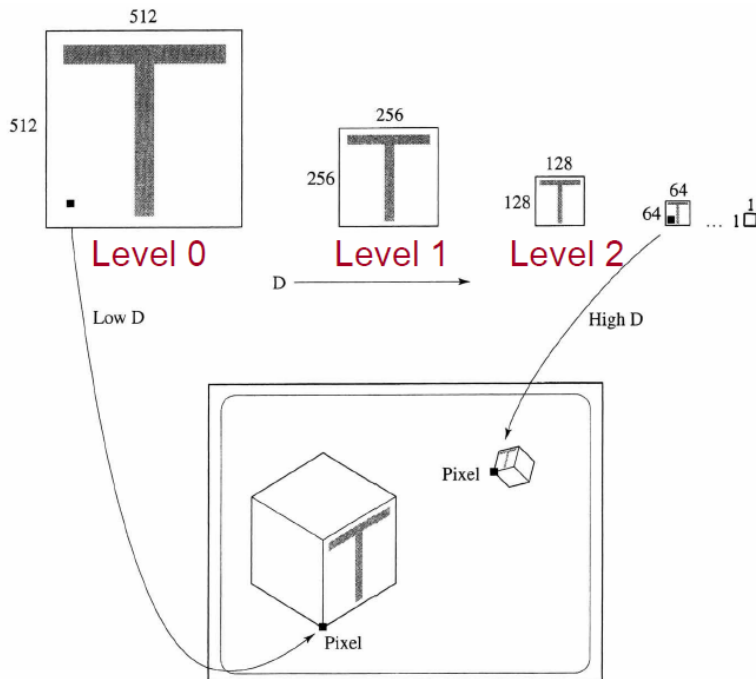 512
512
T
Level 0
256
256
T
Level 1
128
128
T
Level 2
64
64
T
... 1
1
D
Low D
High D
T
Pixel
T
Pixel